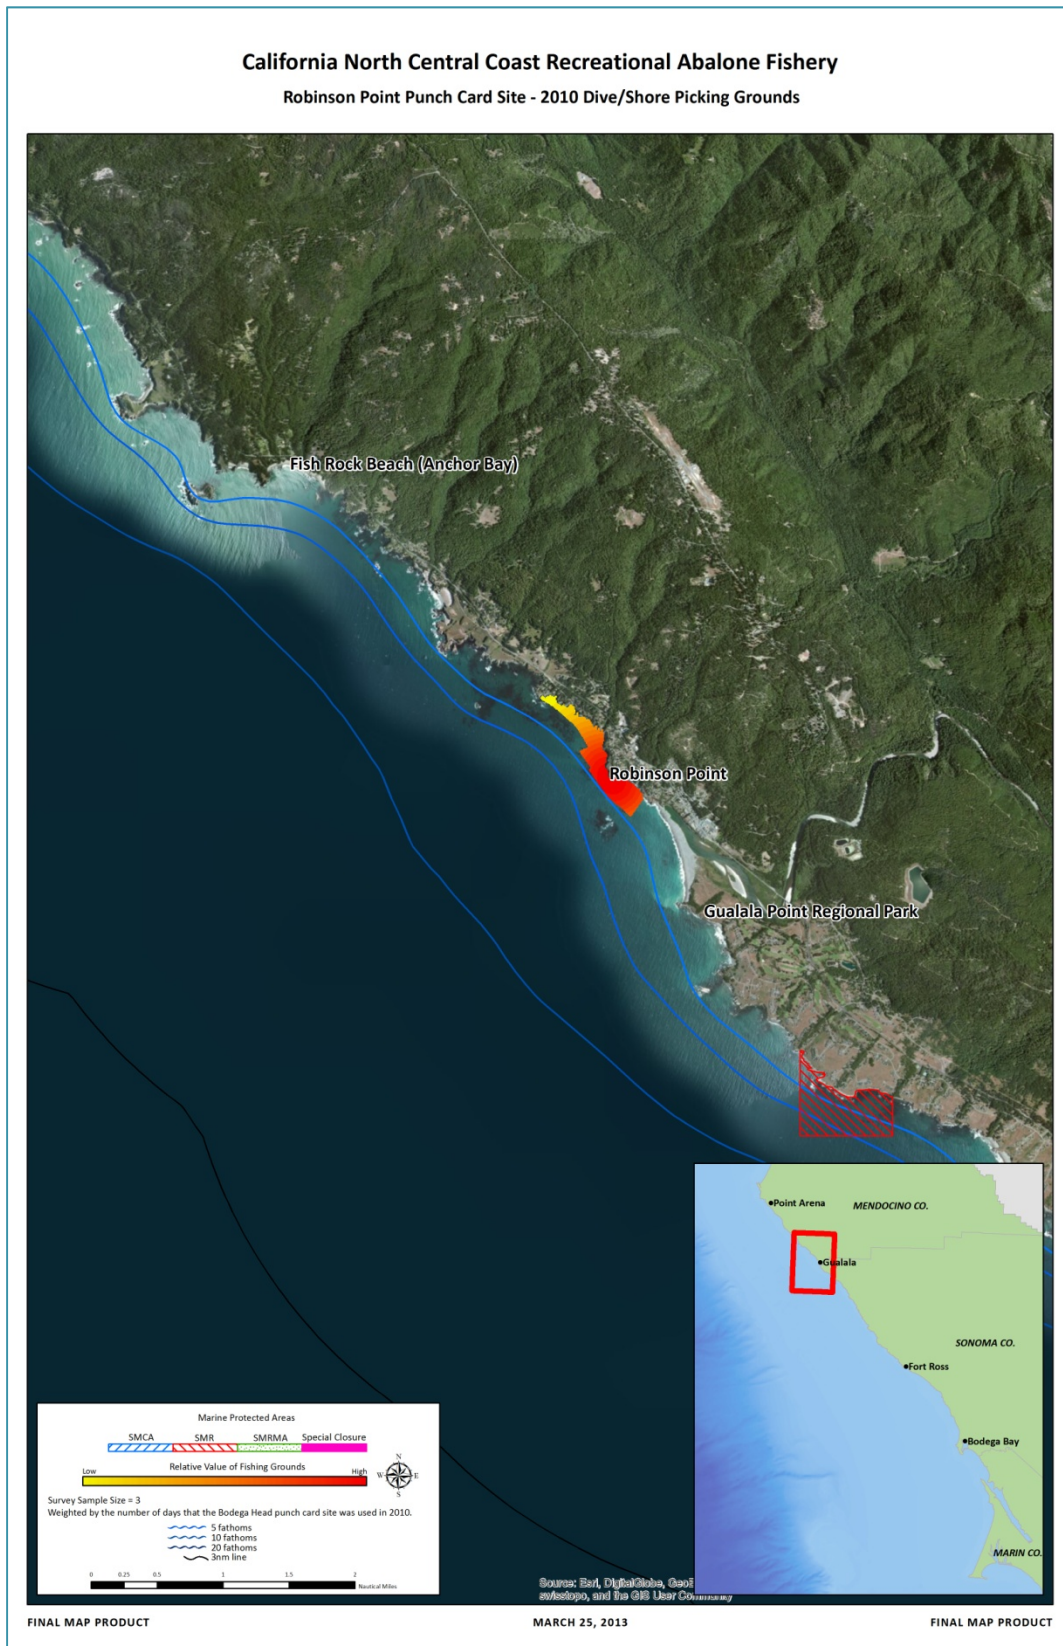 California North Central Coast Recreational Abalone Fishery
Robinson Point Punch Card Site - 2010 Dive/Shore Picking Grounds
Fish Rock Beach (Anchor Bay)
Robinson Point
Gualala Point Regional Park
Point Arena
MENDOCINO CO.
Gualala
SONOMA CO.
Fort Ross
Bodega Bay
MARIN CO.
Marine Protected Areas
SMCA SMR SMRMA Special Closure
Relative Value of Fishing Grounds
Low High
N
W E
S
Survey Sample Size = 3
Weighted by the number of days that the Bodega Head punch card site was used in 2010.
5 fathoms
10 fathoms
20 fathoms
3nm line
0 0.25 0.5 1 1.5 2
Nautical Miles
Source: Esri, DigitalGlobe,
swisstopo, and the GIS User Community
FINAL MAP PRODUCT MARCH 25, 2013 FINAL MAP PRODUCT